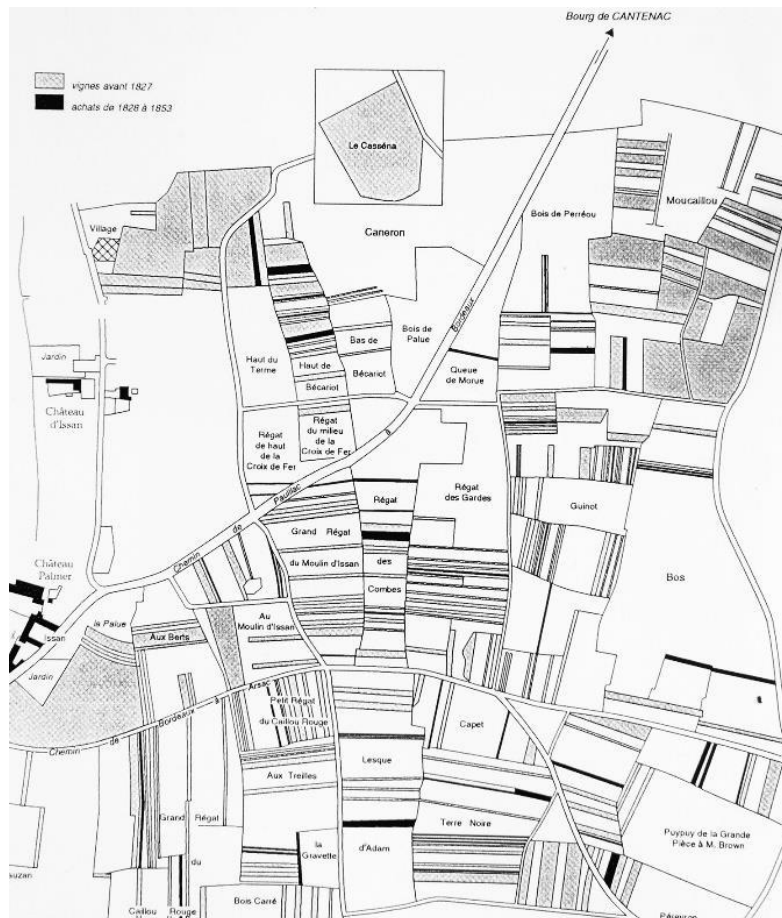 Bourg de CANTENAC
vignes avant 1827
achats de 1828 à 1853
Le Casséna
Village
Caneron
Bois de Perréou
Moucaillou
Bordeaux
Jardin
Château
d'Issan
Haut du
Terme
Haut de
Bécariot
Bas de
Bécariot
Bois de
Palue
Queue
de Morue
Régat
de haut
de la
Croix de Fer
Régat
du milieu
de la
Croix de Fer
à
Pauillac
de
Chemin
Régat
des
Combes
Régat
des Gardes
Guinot
Grand Régat
du Moulin d'Issan
Bos
Château
Palmer
Issan
Jardin
la Palue
Aux Berts
Au
Moulin d'Issan
Chemin de Bordeaux à Arsac
Petit Régat
du Caillou Rouge
Capet
Lesque
d'Adam
Aux Treilles
Grand Régat
du
Caillou Rouge
la
Gravette
Terre Noire
Puypuy de la Grande
Pièce à M. Brown
Bois Carré